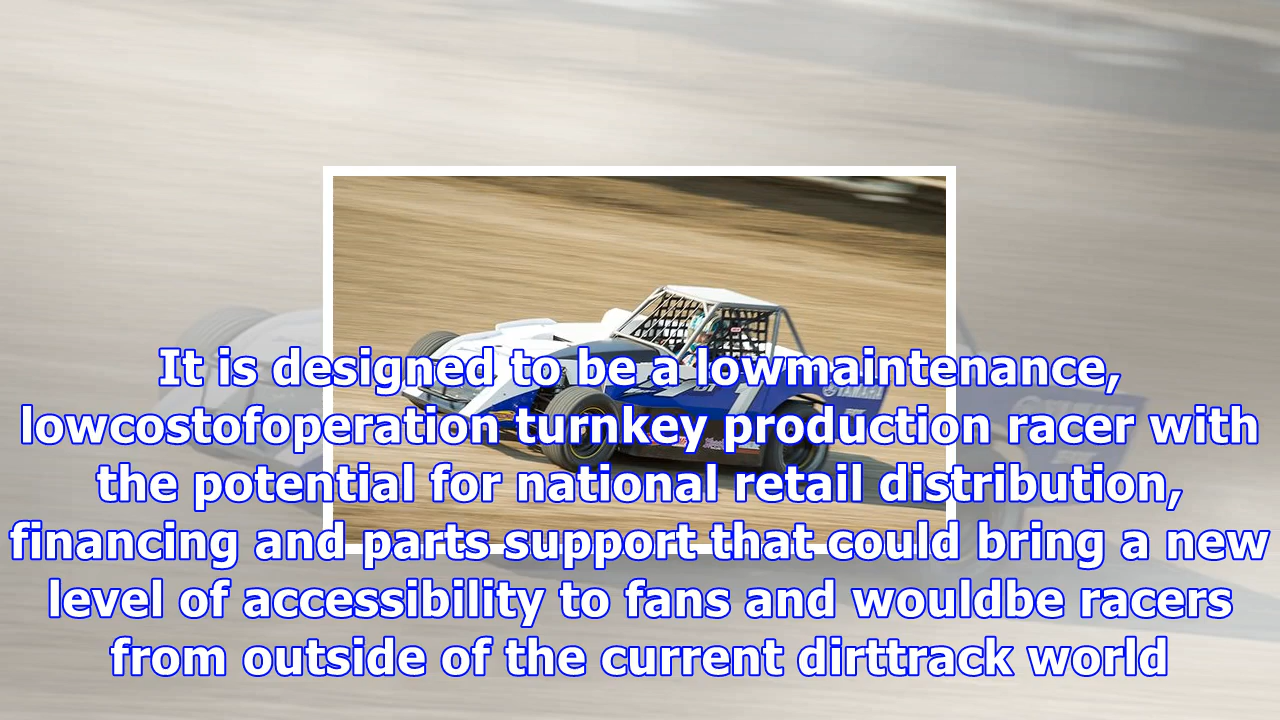 It is designed to be a lowmaintenance,
lowcostofoperation turnkey production racer with
the potential for national retail distribution,
financing and parts support that could bring a new
level of accessibility to fans and wouldbe racers
from outside of the current dirttrack world